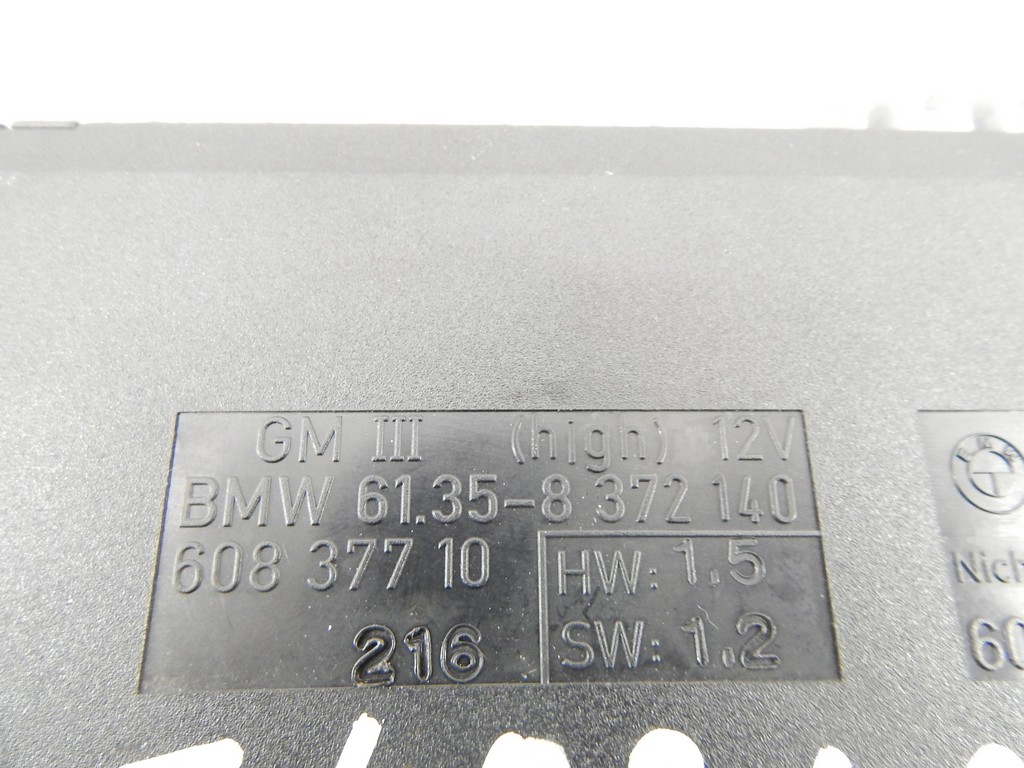 GM III (high) 12V
BMW 61.35-8 372 140
608 377 10
HW: 1.5
216
SW: 1.2